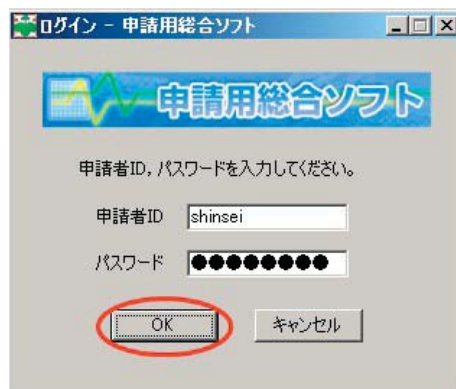 ログイン - 申請用総合ソフト
申請用総合ソフト
申請者ID, パスワードを入力してください。
申請者ID shinsei
パスワード ●●●●●●●●
OK キャンセル